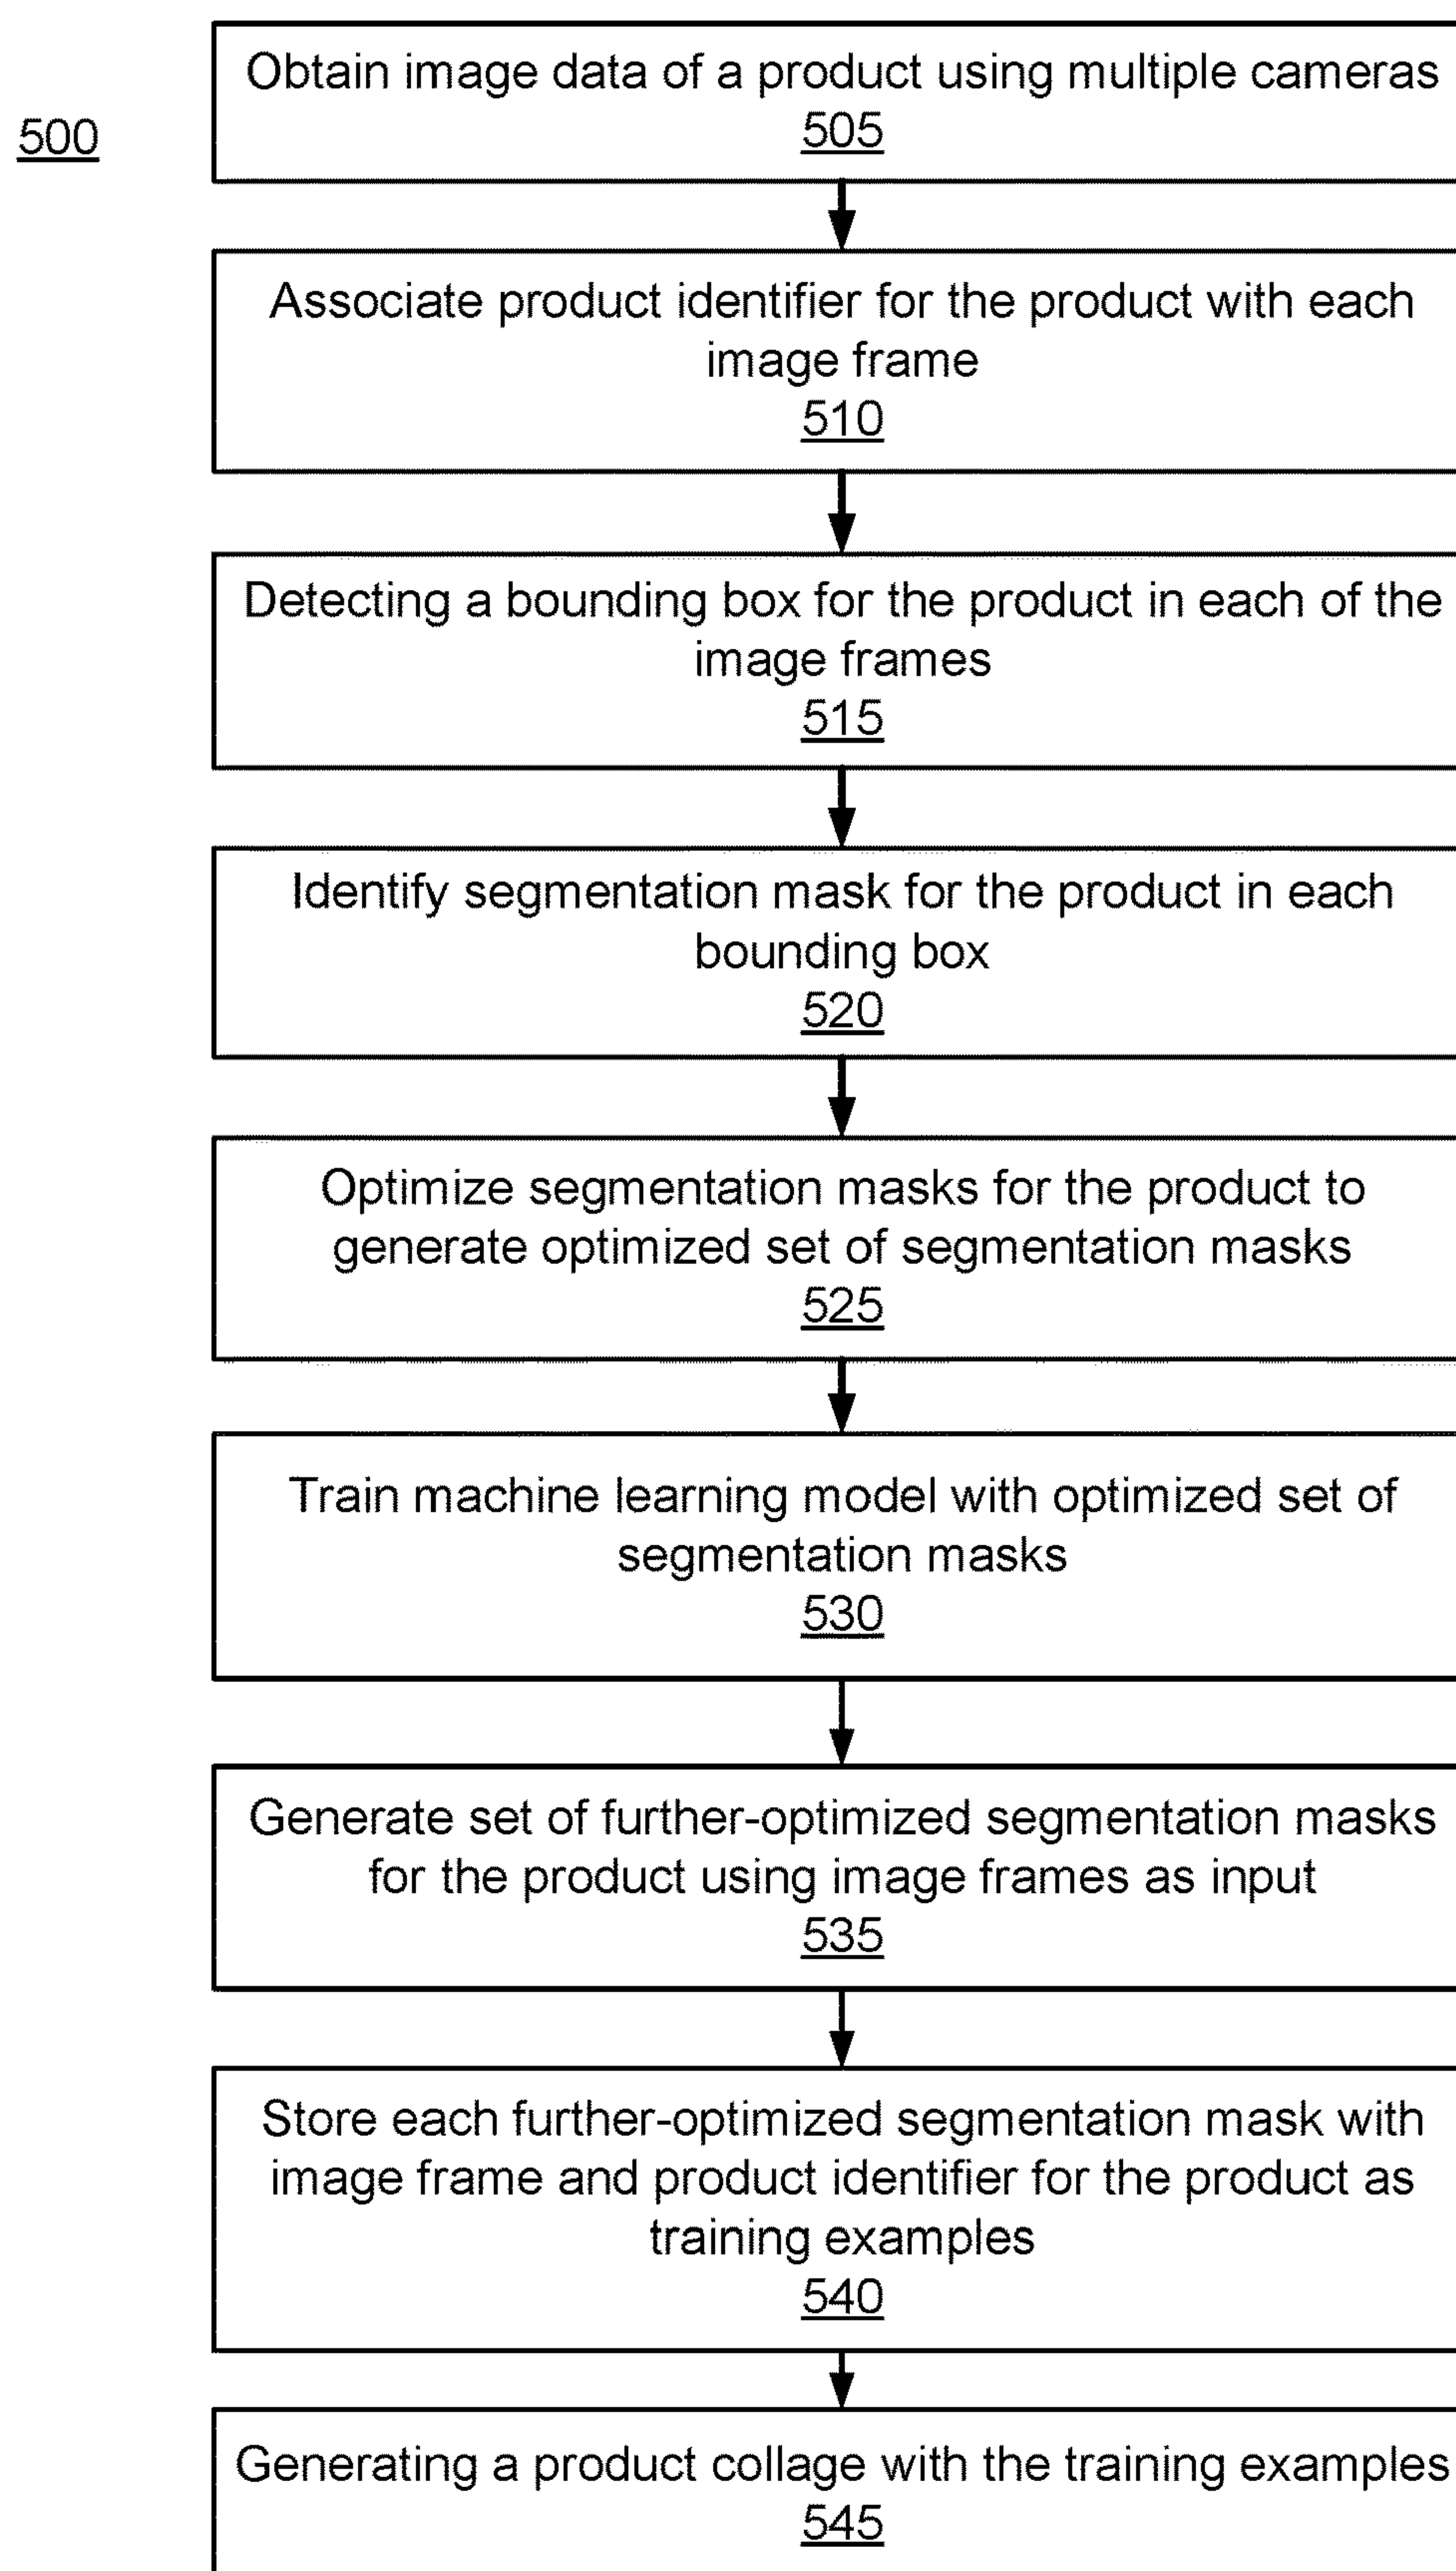 500
Obtain image data of a product using multiple cameras
505
Associate product identifier for the product with each
image frame
510
Detecting a bounding box for the product in each of the
image frames
515
Identify segmentation mask for the product in each
bounding box
520
Optimize segmentation masks for the product to
generate optimized set of segmentation masks
525
Train machine learning model with optimized set of
segmentation masks
530
Generate set of further-optimized segmentation masks
for the product using image frames as input
535
Store each further-optimized segmentation mask with
image frame and product identifier for the product as
training examples
540
Generating a product collage with the training examples
545